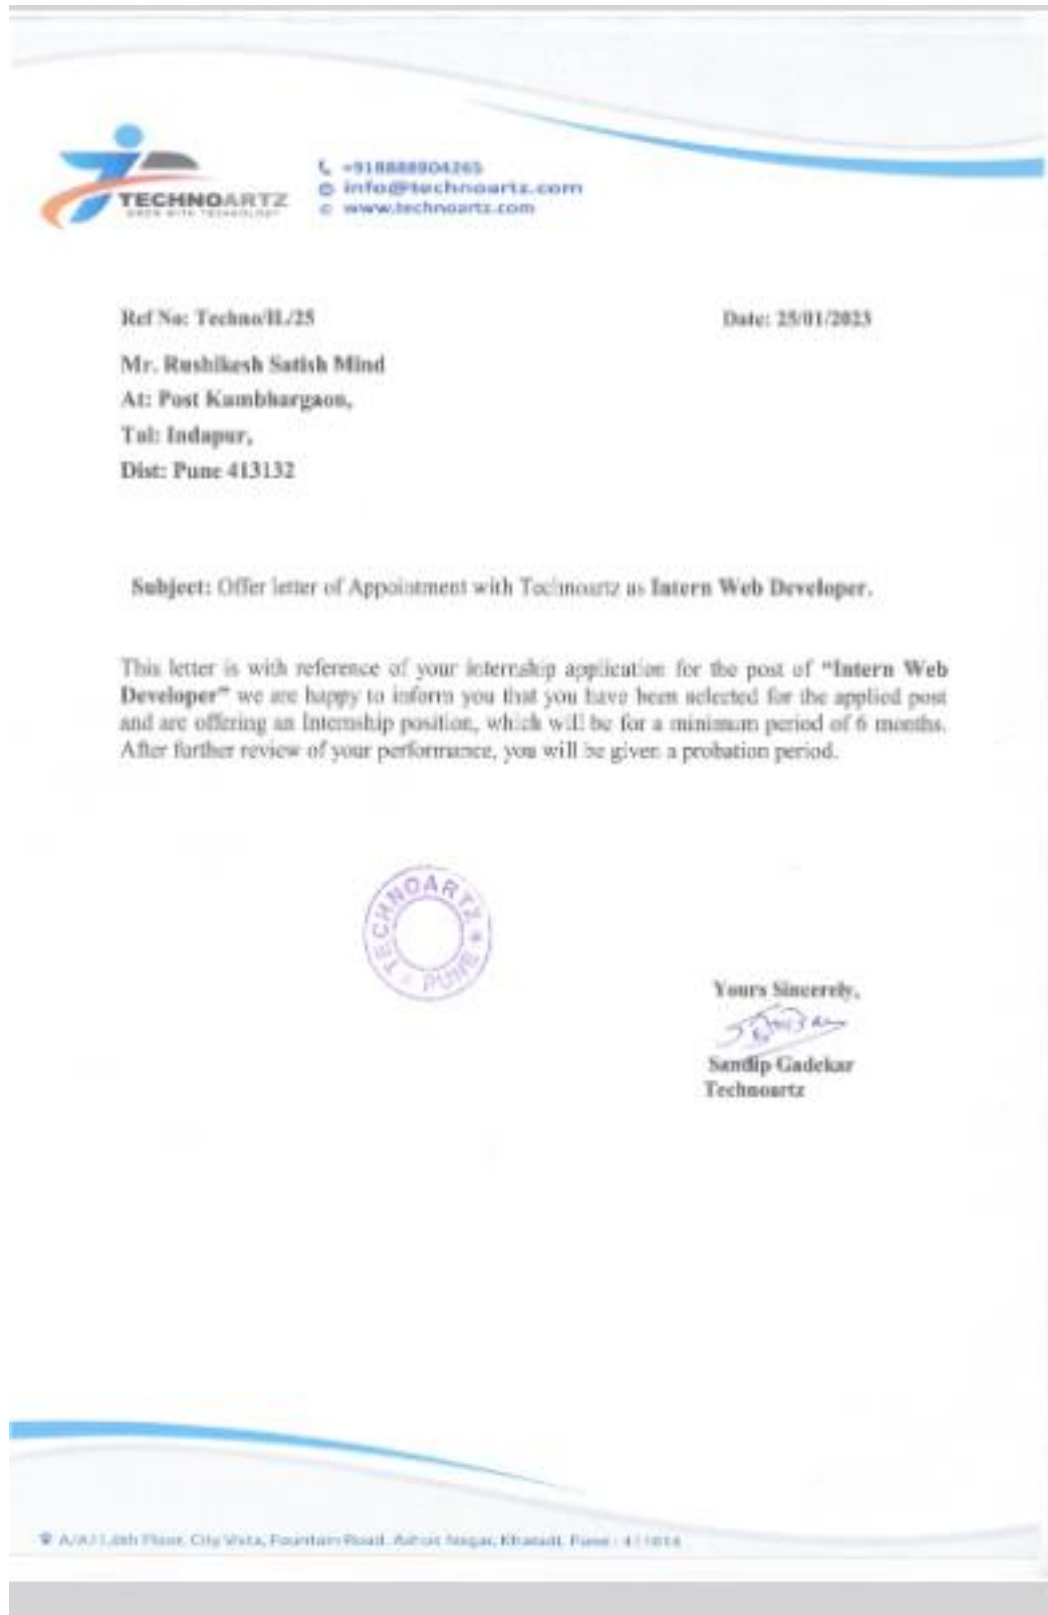 TECHNOARTZ
GROW WITH TECHNOLOGY
+918888804265
info@technoartz.com
www.technoartz.com
Ref No: Techno/IL/25
Date: 25/01/2023
Mr. Rushikesh Satish Mind
At: Post Kumbhargaon,
Tal: Indapur,
Dist: Pune 413132
Subject: Offer letter of Appointment with Technoartz as Intern Web Developer.
This letter is with reference of your internship application for the post of “Intern Web
Developer” we are happy to inform you that you have been selected for the applied post
and are offering an Internship position, which will be for a minimum period of 6 months.
After further review of your performance, you will be given a probation period.
TECHNOARTZ * PUNE *
Yours Sincerely,
Sandip Gadekar
Technoartz
Floor, City Vista, Fountain Road, Nagar, Kharadi, Pune